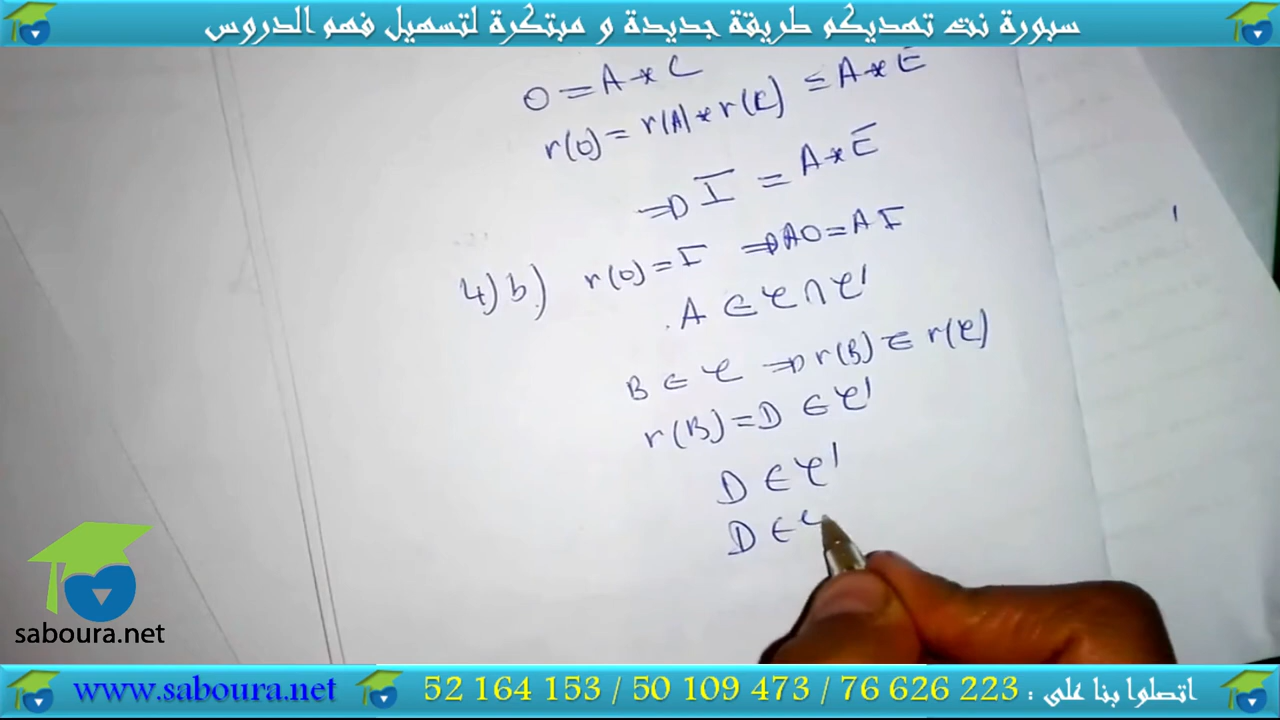 سبورة نت تهديكم طريقة جديدة و مبتكرة لتسهيل فهم الدروس
O = A * C
r(O) = r(A) * r(C) = A * E
⇒ I = A * E
4) b) r(O) = I ⇒ AO = A I
A ∈ 𝒞 ∩ 𝒞'
B ∈ 𝒞 ⇒ r(B) ∈ r(𝒞)
r(B) = D ∈ 𝒞'
D ∈ 𝒞'
D ∈
saboura.net
www.saboura.net
اتصلوا بنا على : 223 626 76 / 473 109 50 / 153 164 52